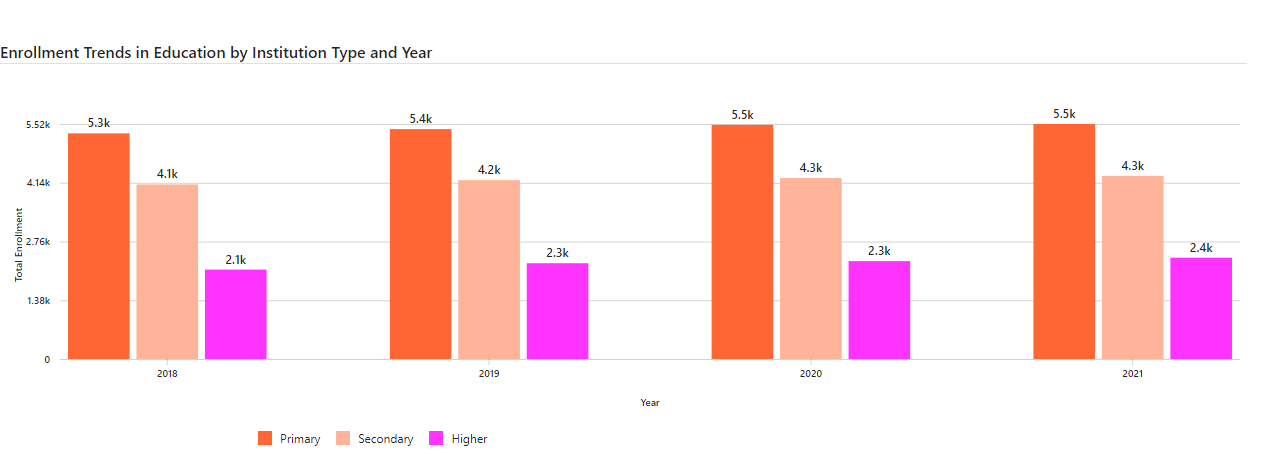 Enrollment Trends in Education by Institution Type and Year
5.52k
4.14k
2.76k
1.38k
0
Total Enrollment
5.3k
4.1k
2.1k
5.4k
4.2k
2.3k
5.5k
4.3k
2.3k
5.5k
4.3k
2.4k
2018 2019 2020 2021
Year
Primary Secondary Higher